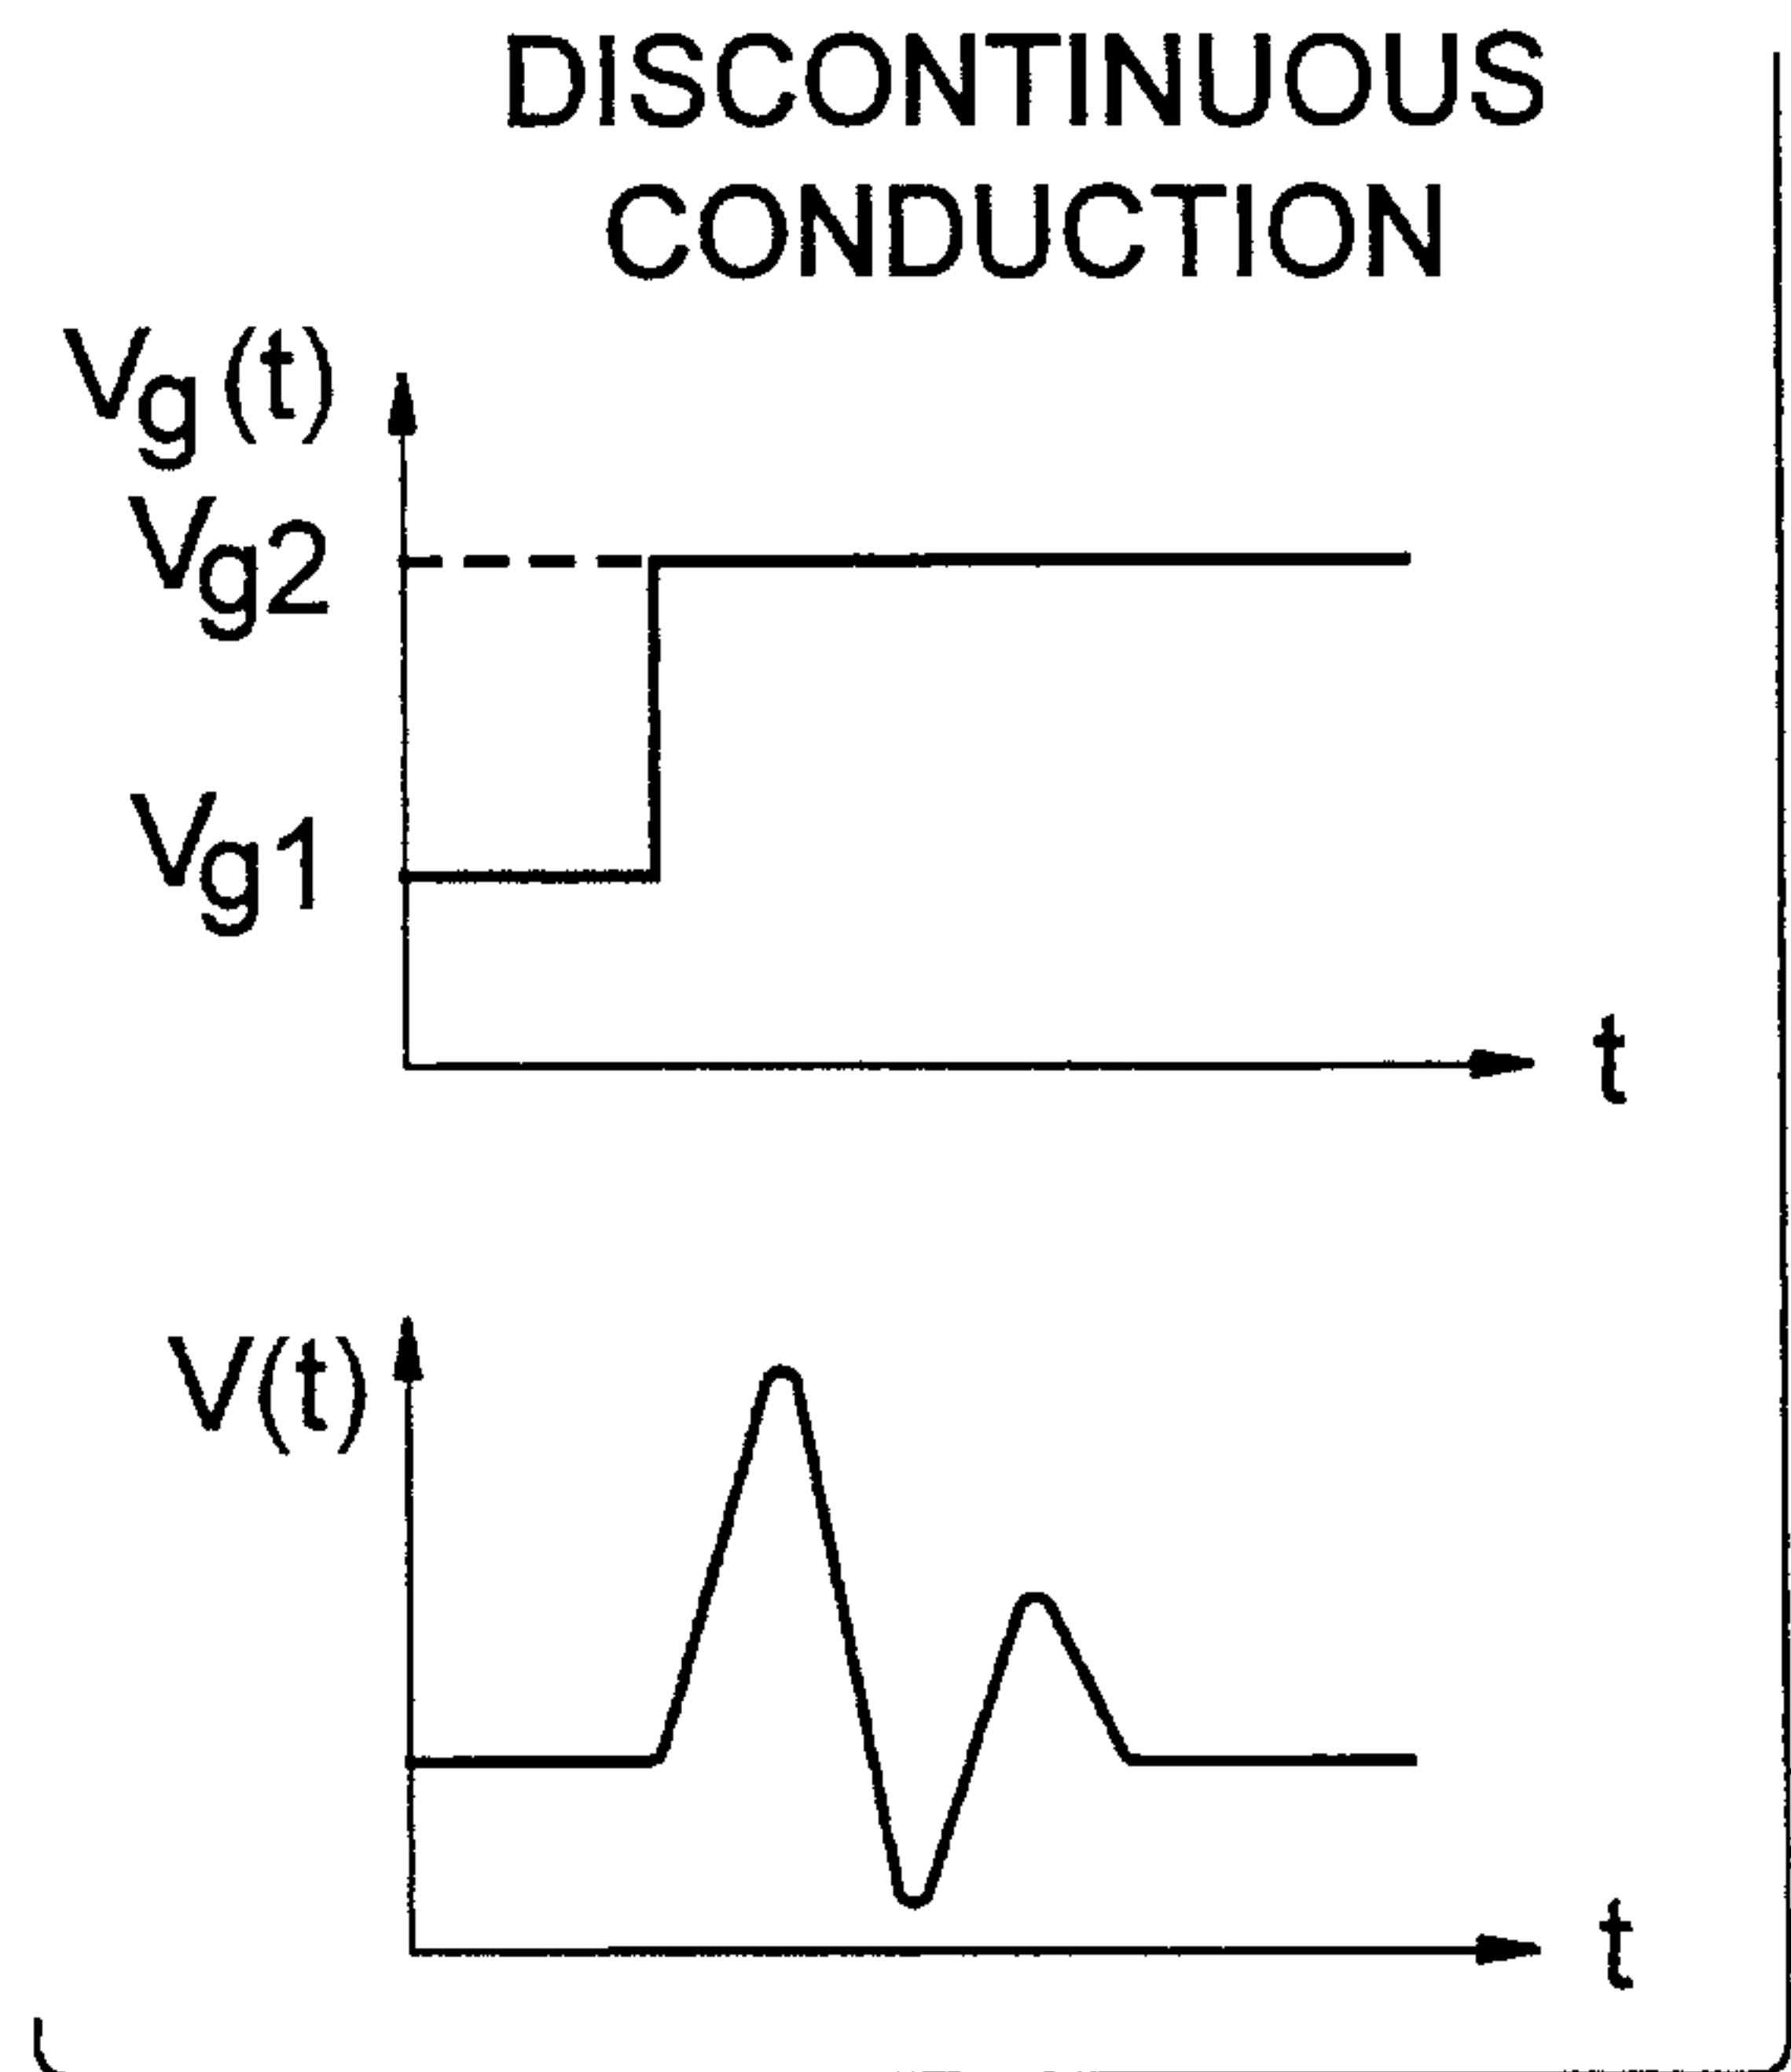 DISCONTINUOUS
CONDUCTION
Vg (t)
Vg2
Vg1
t
V(t)
t